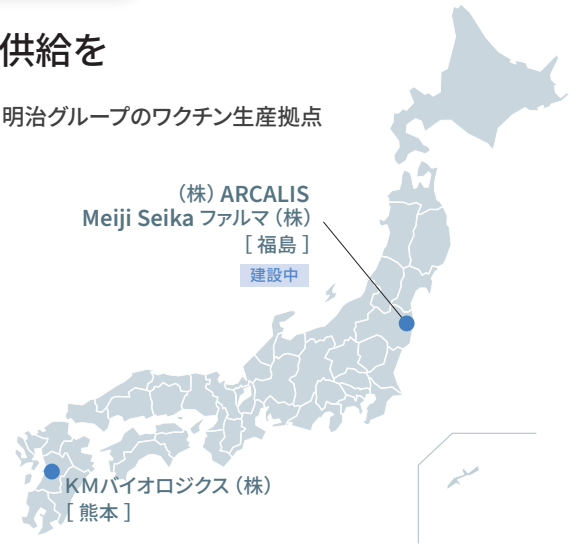 供給を
明治グループのワクチン生産拠点
（株）ARCALIS
Meiji Seika ファルマ（株）
［ 福島 ］
建設中
KMバイオロジクス（株）
［ 熊本 ］